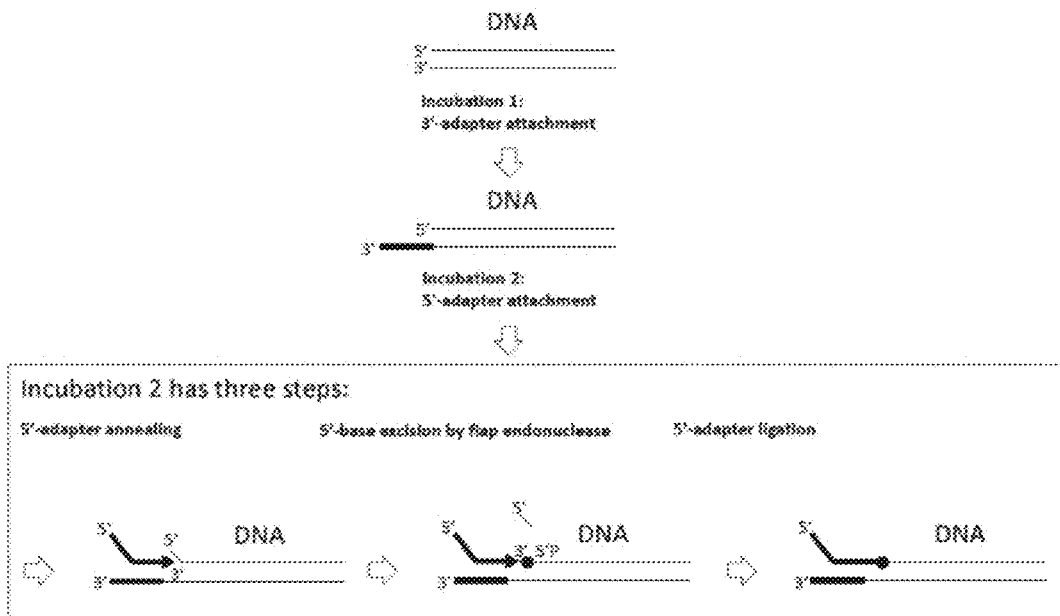 DNA
5'
3'
Incubation 1:
3'-adapter attachment
DNA
5'
3'
Incubation 2:
5'-adapter attachment
Incubation 2 has three steps:
5'-adapter annealing
5'-base excision by flap endonuclease
5'-adapter ligation
5'
5'
DNA
3'
3'
5'
5'
DNA
3'
5'P
3'
5'
DNA
3'